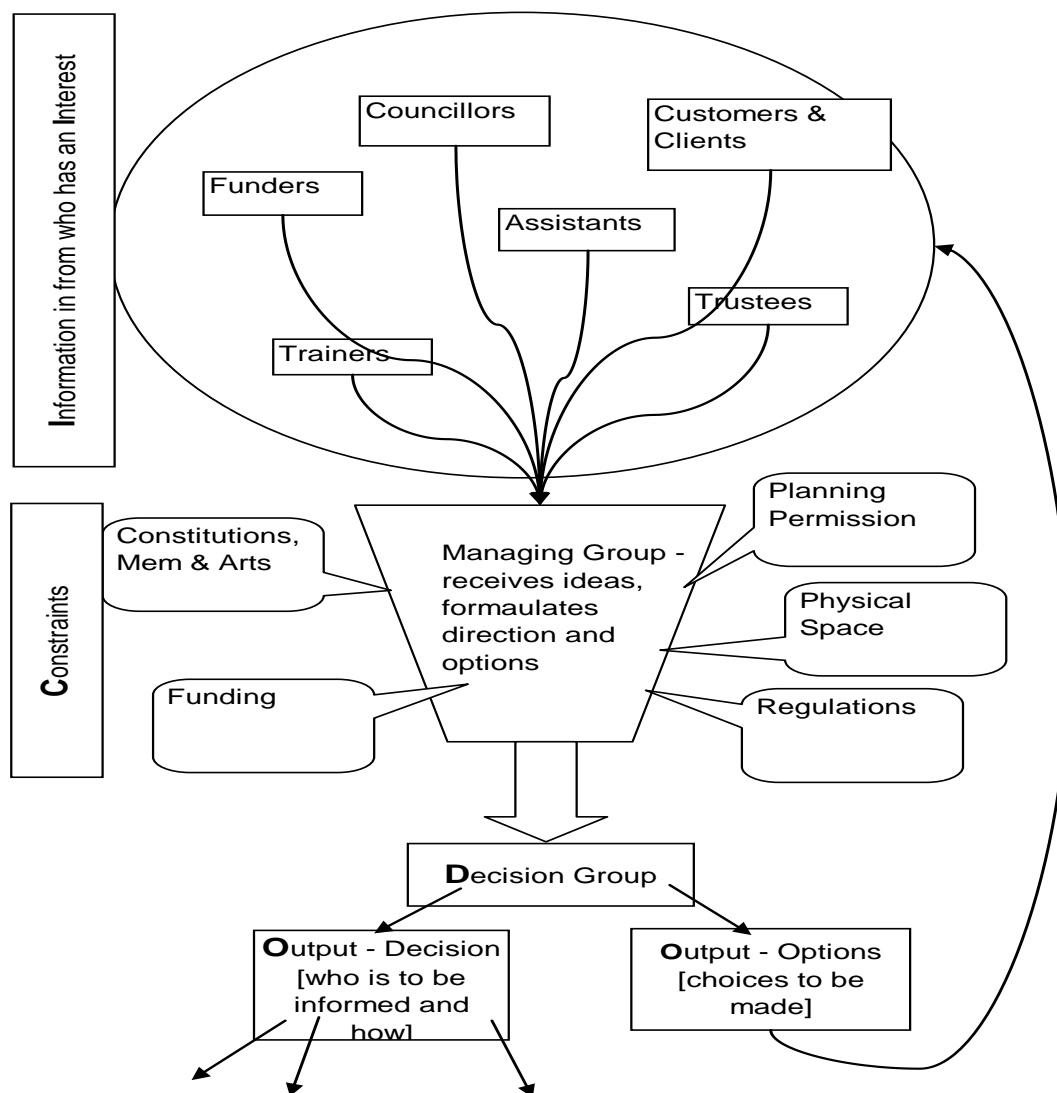 Information in from who has an Interest
Councillors
Customers &
Clients
Funders
Assistants
Trustees
Trainers
Constraints
Constitutions,
Mem & Arts
Managing Group -
receives ideas,
formaulates
direction and
options
Planning
Permission
Physical
Space
Funding
Regulations
Decision Group
Output - Decision
[who is to be
informed and
how]
Output - Options
[choices to be
made]